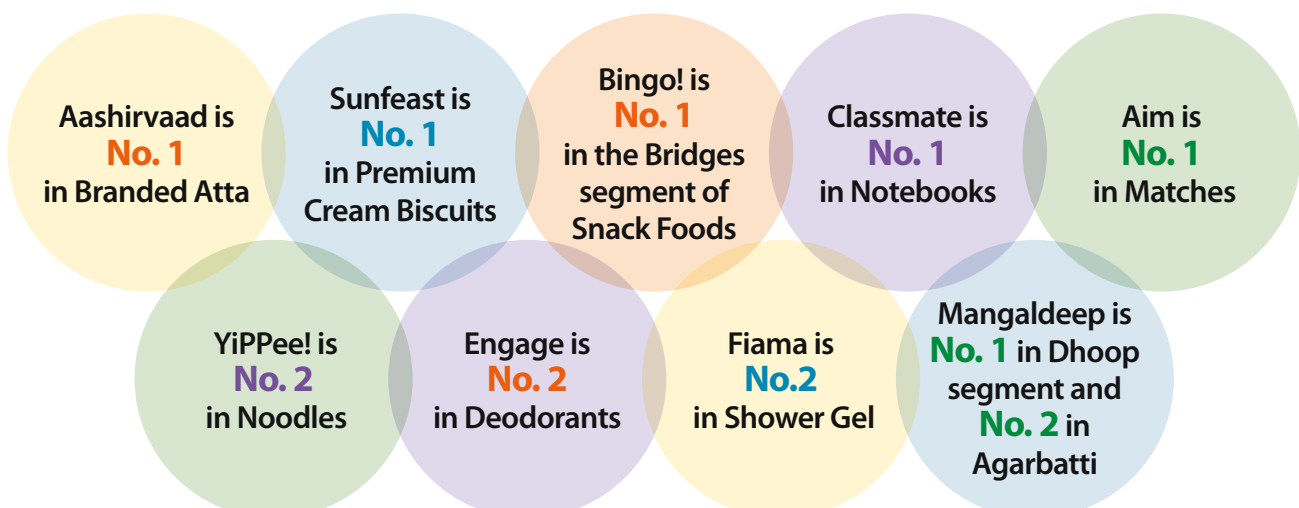 Aashirvaad is
No. 1
in Branded Atta
Sunfeast is
No. 1
in Premium
Cream Biscuits
Bingo! is
No. 1
in the Bridges
segment of
Snack Foods
Classmate is
No. 1
in Notebooks
Aim is
No. 1
in Matches
YiPPee! is
No. 2
in Noodles
Engage is
No. 2
in Deodorants
Fiama is
No.2
in Shower Gel
Mangaldeep is
No. 1 in Dhoop
segment and
No. 2 in
Agarbatti